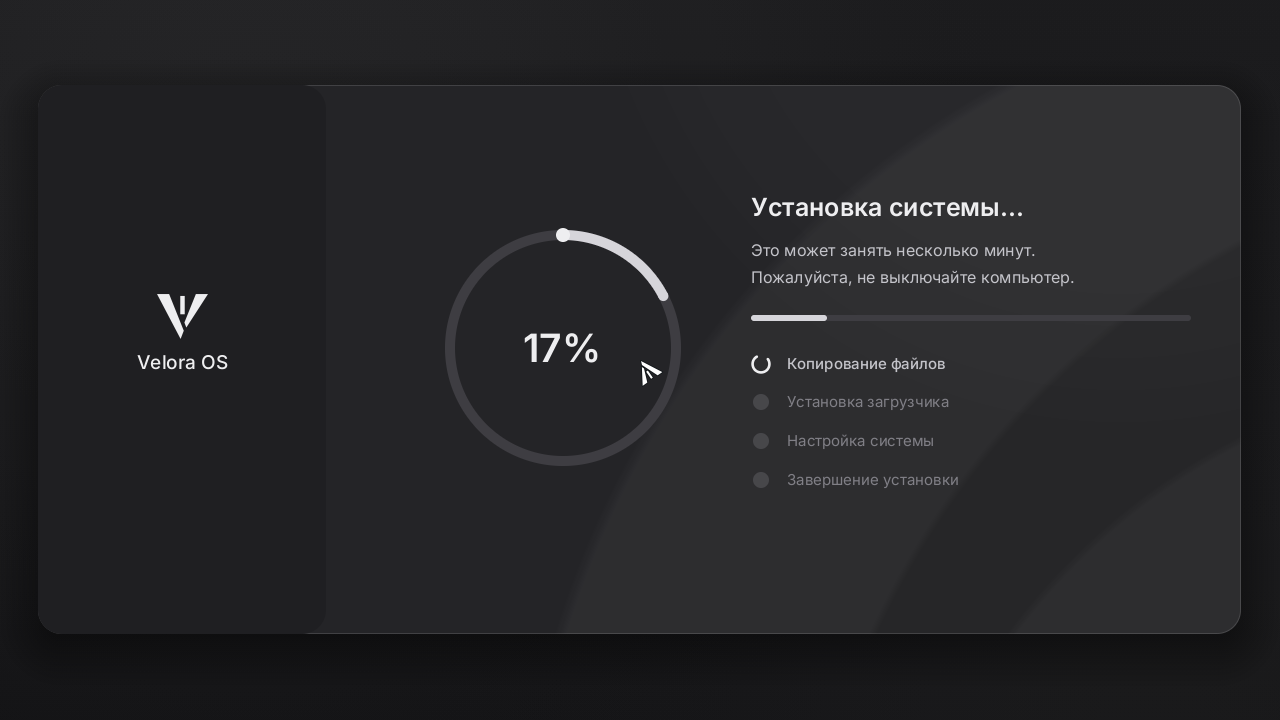 Velora OS
17%
Установка системы...
Это может занять несколько минут.
Пожалуйста, не выключайте компьютер.
Копирование файлов
Установка загрузчика
Настройка системы
Завершение установки